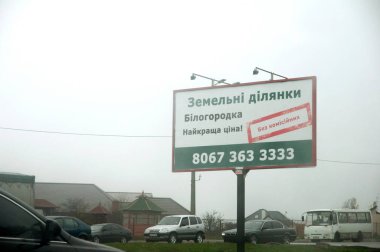 Земельні ділянки
Білогородка
Найкраща ціна!
Без комісійних
8067 363 3333